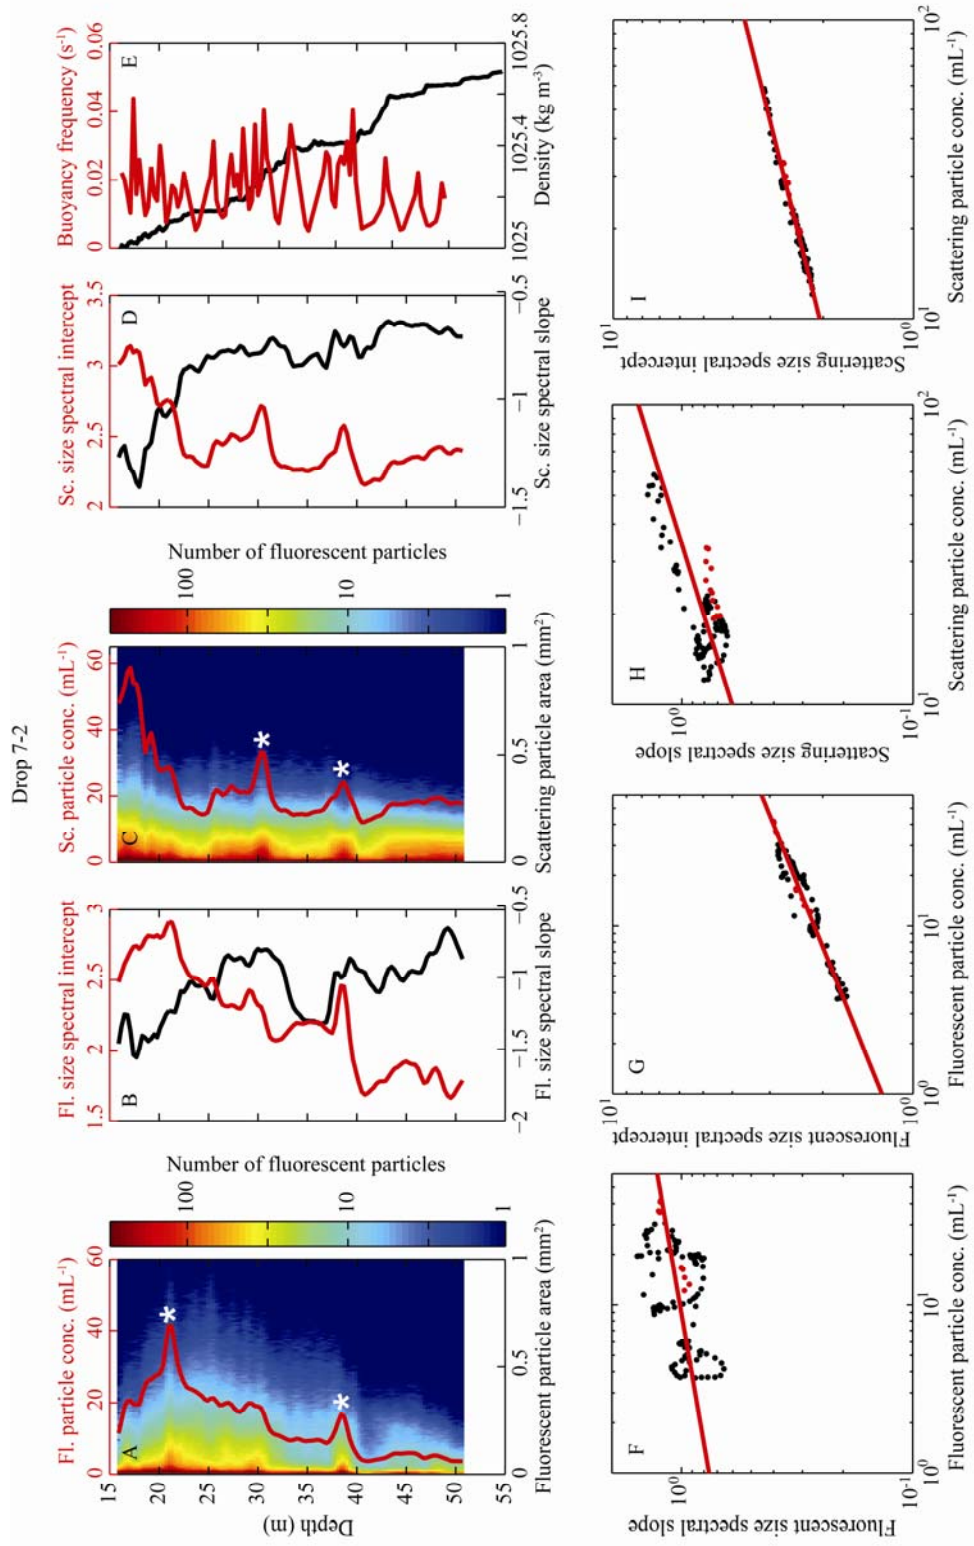 Drop 7-2
Fl. particle conc. (mL-1)
0 20 40 60
A
15
20
25
30
35
40
45
50
55
Depth (m)
* *
0 0.5 1
Fluorescent particle area (mm2)
1 10 100
Number of fluorescent particles
Fl. size spectral intercept
1.5 2 2.5 3
B
−2 −1.5 −1 −0.5
Fl. size spectral slope
Sc. particle conc. (mL-1)
0 20 40 60
C
* *
0 0.5 1
Scattering particle area (mm2)
1 10 100
Number of fluorescent particles
Sc. size spectral intercept
2 2.5 3 3.5
D
−1.5 −1 −0.5
Sc. size spectral slope
Buoyancy frequency (s-1)
0 0.02 0.04 0.06
E
1025 1025.4 1025.8
Density (kg m-3)
F
Fluorescent size spectral slope
10-1 100
100 101
Fluorescent particle conc. (mL-1)
G
Fluorescent size spectral intercept
100 101
100 101
Fluorescent particle conc. (mL-1)
H
Scattering size spectral slope
10-1 100
101 102
Scattering particle conc. (mL-1)
I
Scattering size spectral intercept
100 101
101 102
Scattering particle conc. (mL-1)